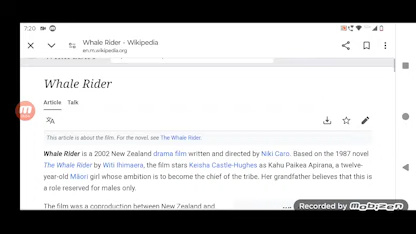 7:20
Whale Rider - Wikipedia
en.m.wikipedia.org
Whale Rider
Article Talk
This article is about the film. For the novel, see The Whale Rider.
Whale Rider is a 2002 New Zealand drama film written and directed by Niki Caro. Based on the 1987 novel
The Whale Rider by Witi Ihimaera, the film stars Keisha Castle-Hughes as Kahu Paikea Apirana, a twelve-
year-old Māori girl whose ambition is to become the chief of the tribe. Her grandfather believes that this is
a role reserved for males only.
The film was a coproduction between New Zealand and
Recorded by Mobizen